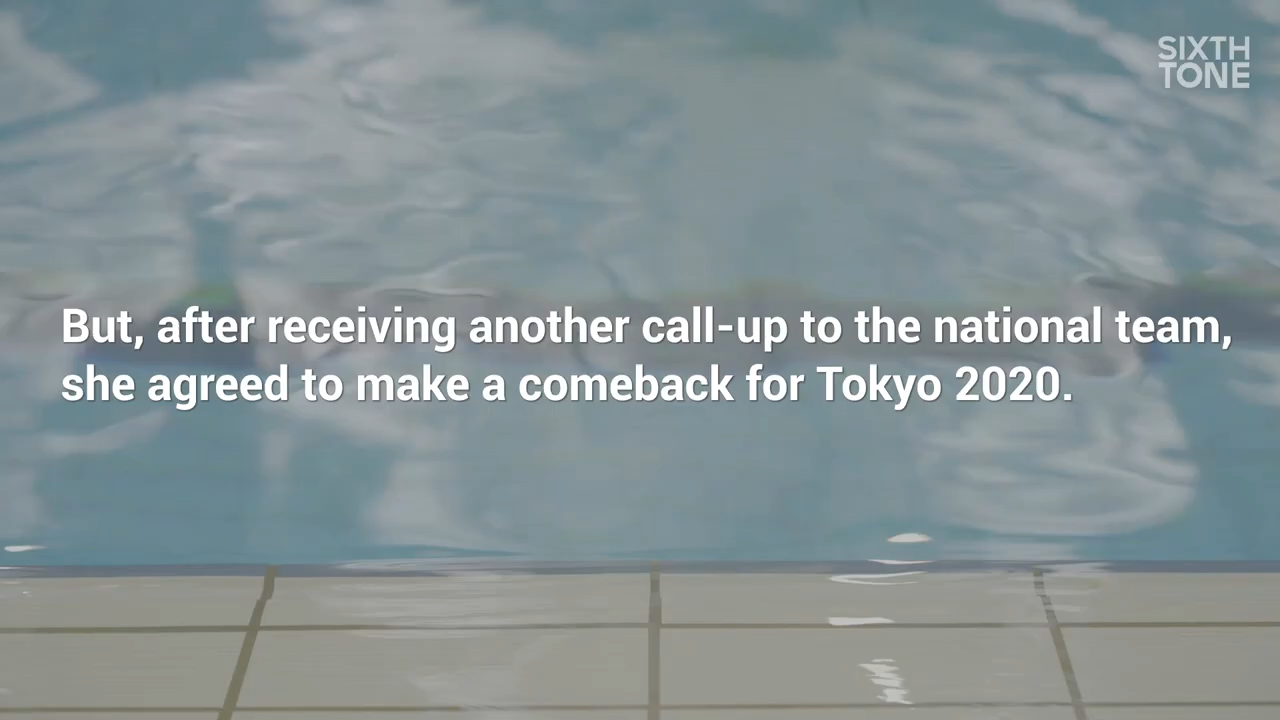 SIXTH
TONE
But, after receiving another call-up to the national team,
she agreed to make a comeback for Tokyo 2020.